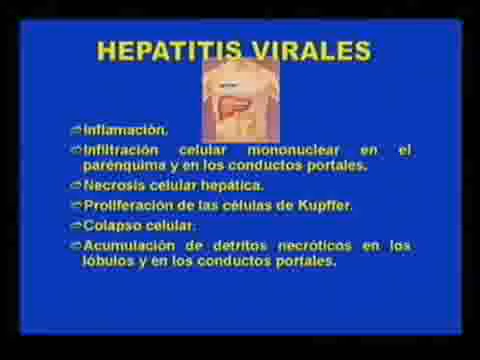 HEPATITIS VIRALES
⇨Inflamación.
⇨Infiltración celular mononuclear en el
parénquima y en los conductos portales.
⇨Necrosis celular hepática.
⇨Proliferación de las células de Kupffer.
⇨Colapso celular.
⇨Acumulación de detritos necróticos en los
lóbulos y en los conductos portales.